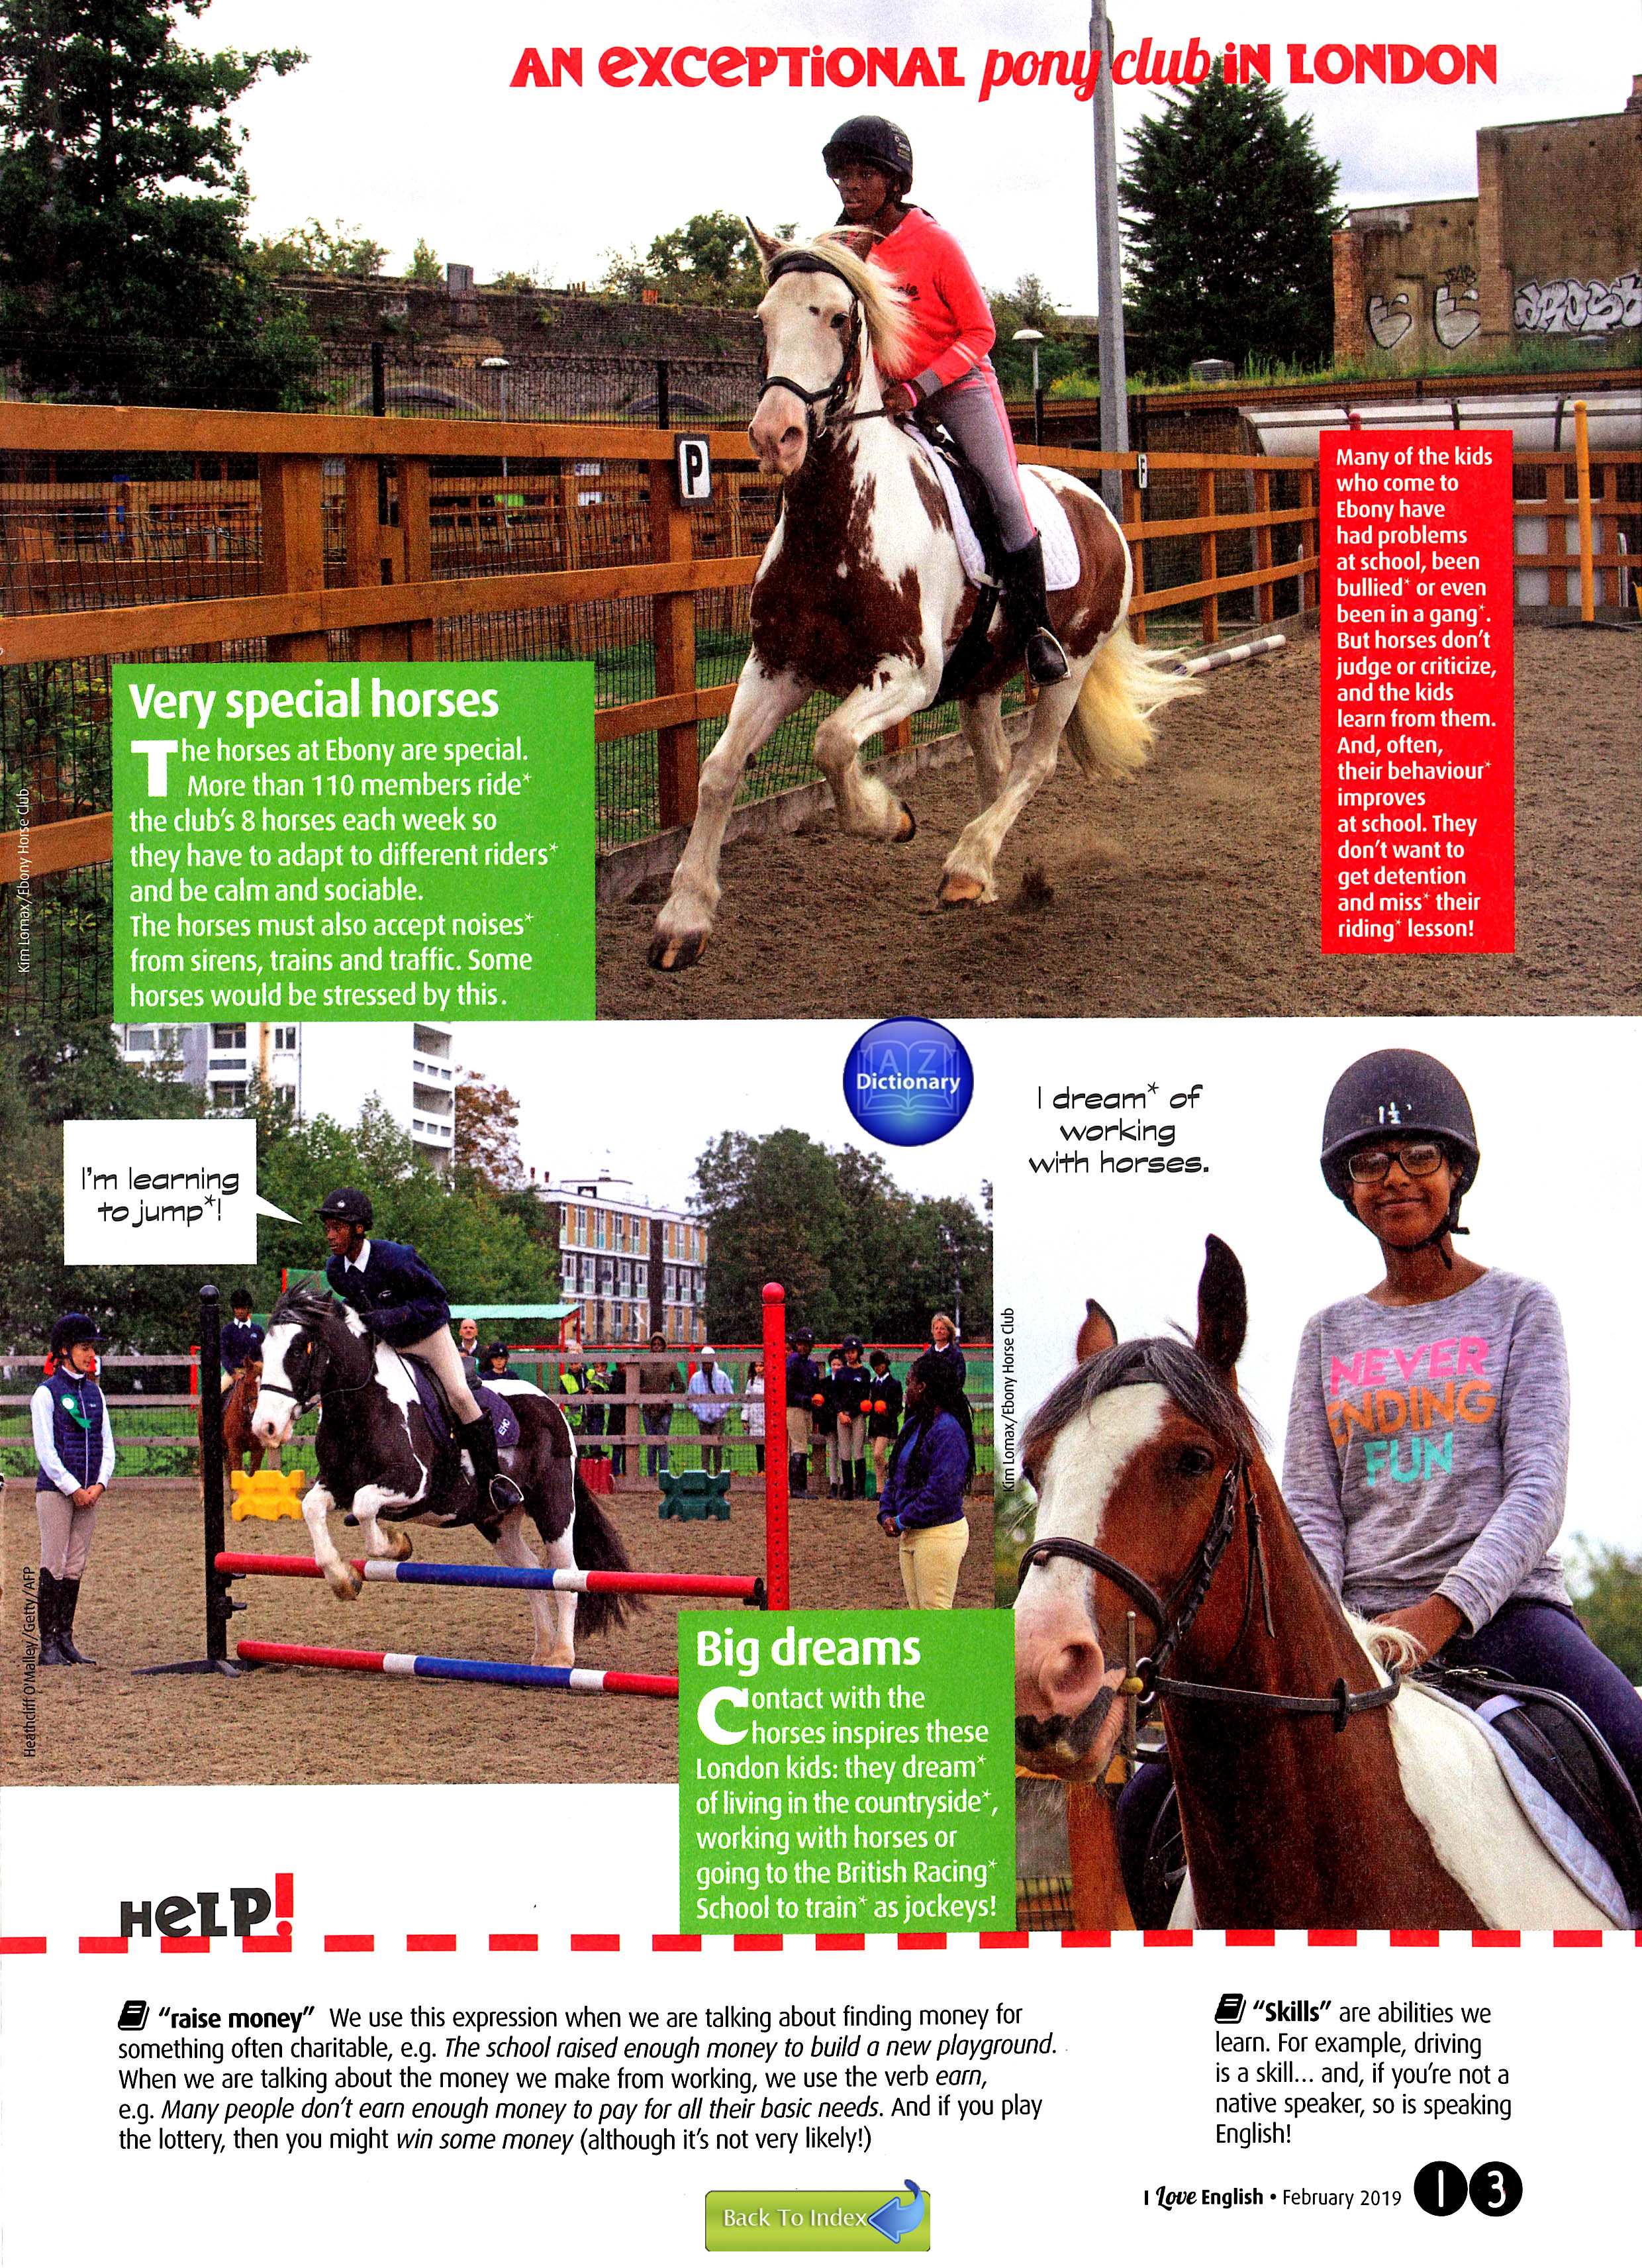 AN exceptional pony club in London
Many of the kids
who come to
Ebony have
had problems
at school, been
bullied* or even
been in a gang*.
But horses don't
judge or criticize,
and the kids
learn from them.
And, often,
their behaviour*
improves
at school. They
don't want to
get detention
and miss* their
riding* lesson!
P
F
Very special horses
The horses at Ebony are special.
More than 110 members ride*
the club's 8 horses each week so
they have to adapt to different riders*
and be calm and sociable.
The horses must also accept noises*
from sirens, trains and traffic. Some
horses would be stressed by this.
Kim Lomax/Ebony Horse Club
Dictionary
A Z
I'm learning
to jump*!
EHC
Heathcliff O'Malley/Getty/AFP
I dream* of
working
with horses.
1½
NEVER
ENDING
FUN
Kim Lomax/Ebony Horse Club
Big dreams
Contact with the
horses inspires these
London kids: they dream*
of living in the countryside*,
working with horses or
going to the British Racing*
School to train* as jockeys!
HeLP!
"raise money" We use this expression when we are talking about finding money for
something often charitable, e.g. The school raised enough money to build a new playground.
When we are talking about the money we make from working, we use the verb earn,
e.g. Many people don't earn enough money to pay for all their basic needs. And if you play
the lottery, then you might win some money (although it's not very likely!)
"Skills" are abilities we
learn. For example, driving
is a skill... and, if you're not a
native speaker, so is speaking
English!
Back To Index
I Love English • February 2019 13